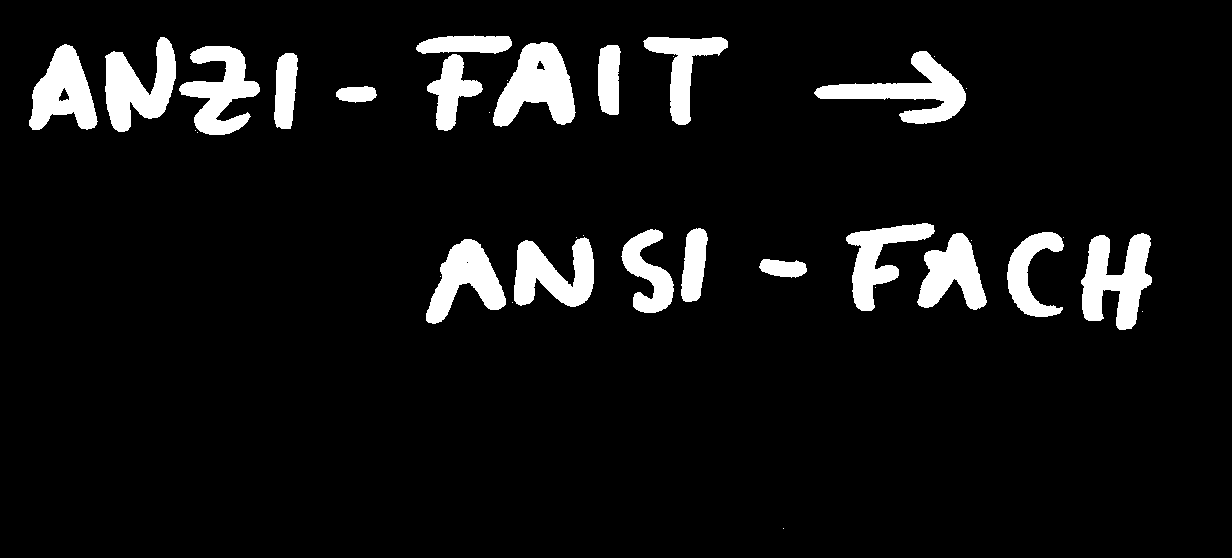 ANZI - FAIT →
ANSI - FACH